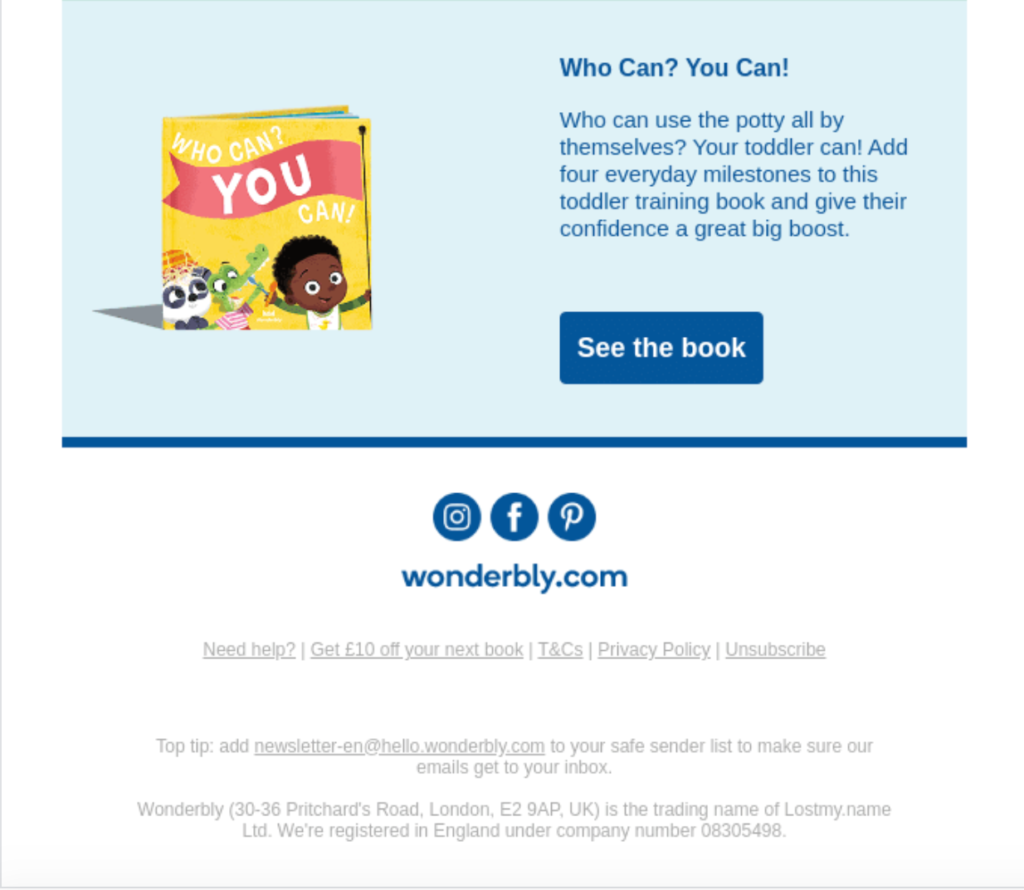 WHO CAN?
YOU
CAN!
Who Can? You Can!
Who can use the potty all by
themselves? Your toddler can! Add
four everyday milestones to this
toddler training book and give their
confidence a great big boost.
See the book
wonderbly.com
Need help? | Get £10 off your next book | T&Cs | Privacy Policy | Unsubscribe
Top tip: add newsletter-en@hello.wonderbly.com to your safe sender list to make sure our
emails get to your inbox.
Wonderbly (30-36 Pritchard's Road, London, E2 9AP, UK) is the trading name of Lostmy.name
Ltd. We're registered in England under company number 08305498.